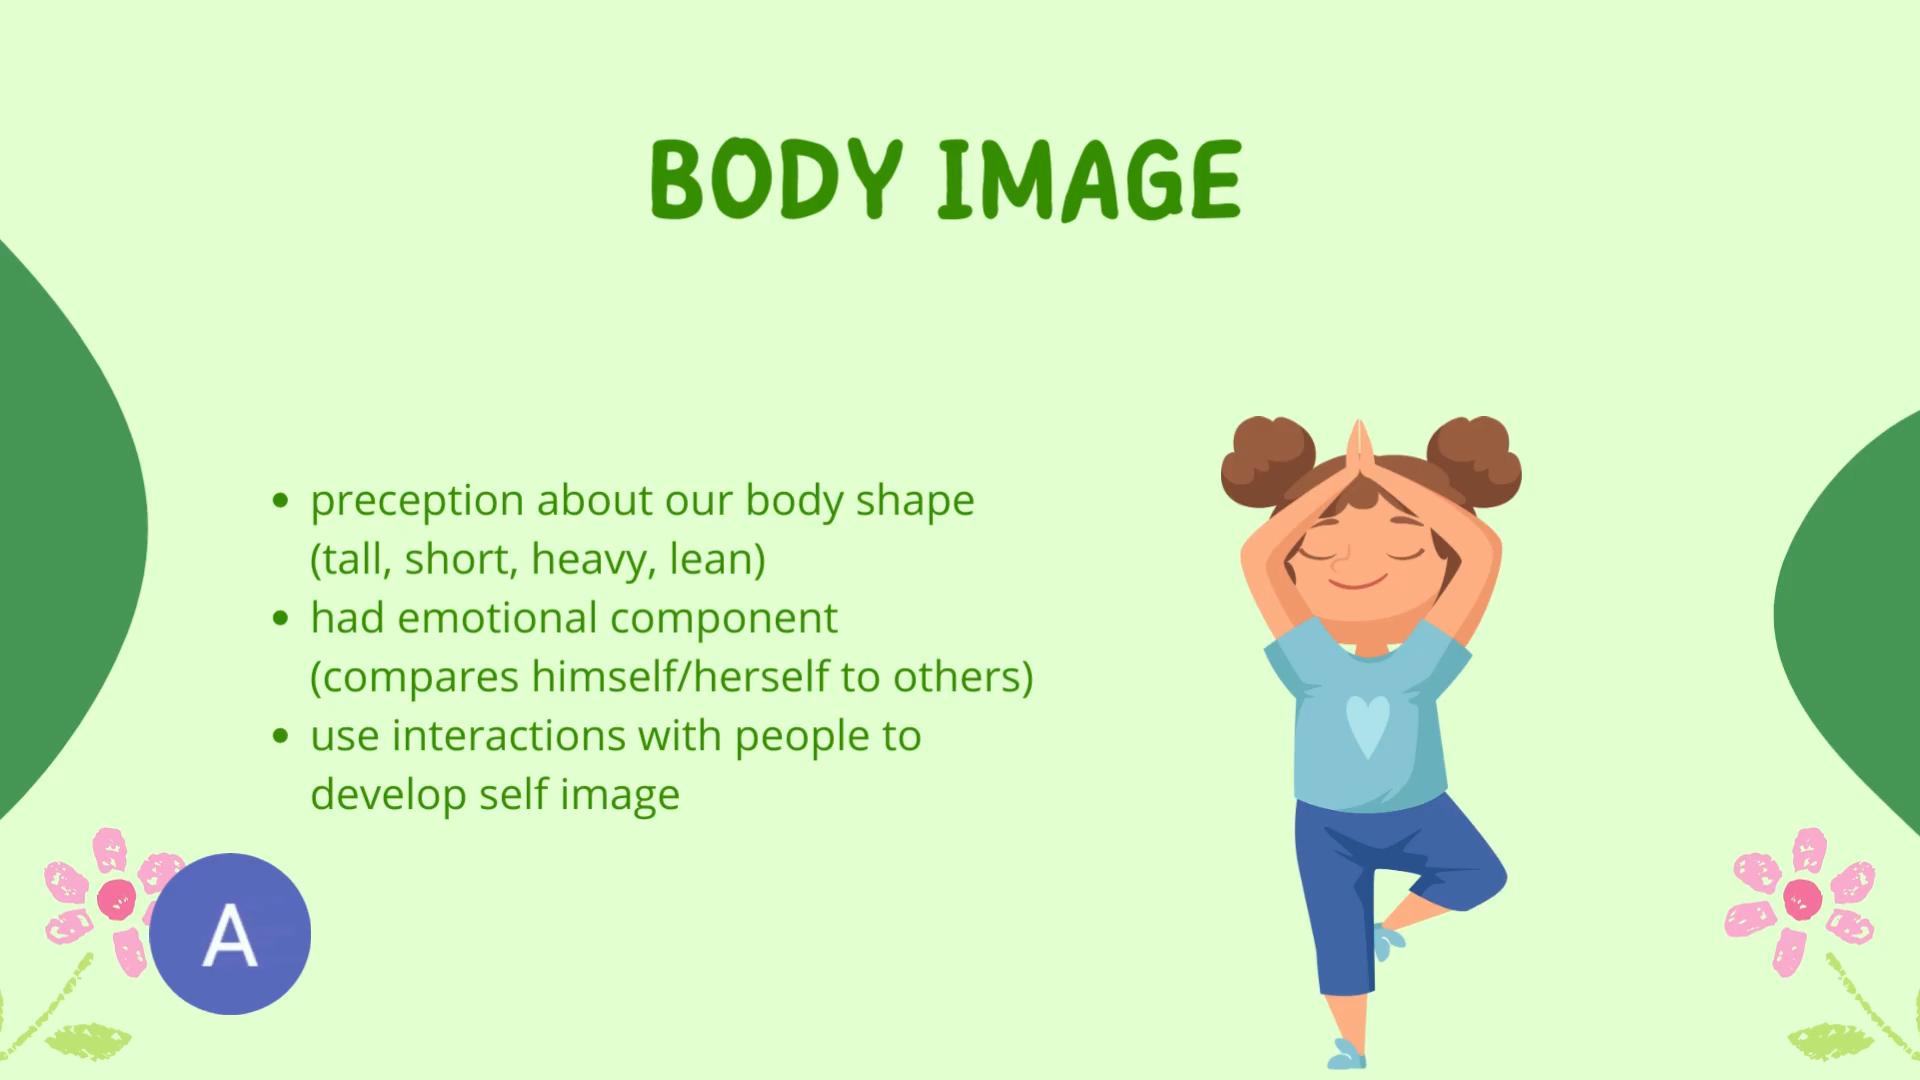 BODY IMAGE
• preception about our body shape
(tall, short, heavy, lean)
• had emotional component
(compares himself/herself to others)
• use interactions with people to
develop self image
A